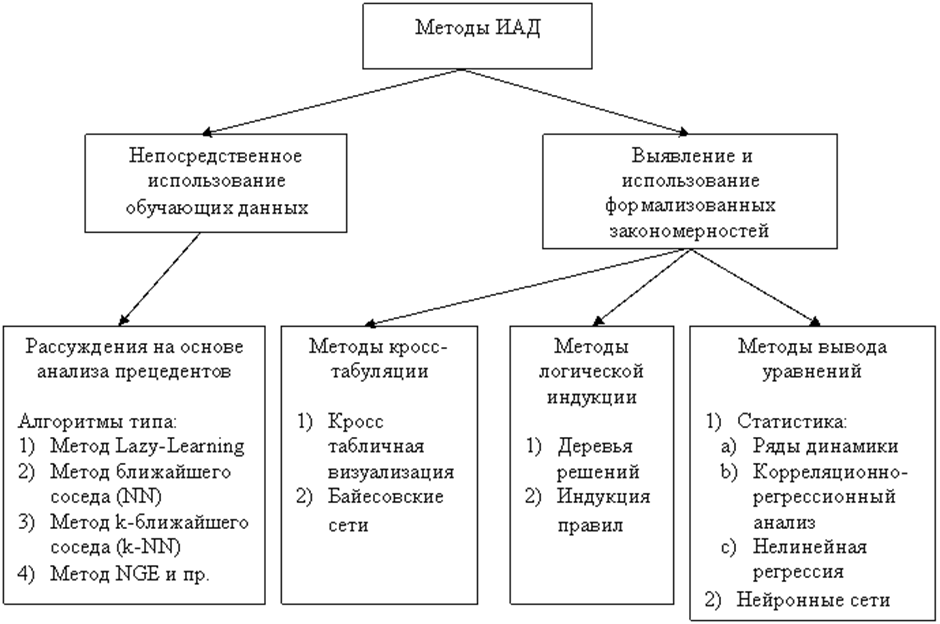 Методы ИАД
Непосредственное
использование
обучающих данных
Выявление и
использование
формализованных
закономерностей
Рассуждения на основе
анализа прецедентов
Алгоритмы типа:
1) Метод Lazy-Learning
2) Метод ближайшего
соседа (NN)
3) Метод k-ближайшего
соседа (k-NN)
4) Метод NGE и пр.
Методы кросс-
табуляции
1) Кросс
табличная
визуализация
2) Байесовские
сети
Методы
логической
индукции
1) Деревья
решений
2) Индукция
правил
Методы вывода
уравнений
1) Статистика:
a) Ряды динамики
b) Корреляционно-
регрессионный
анализ
c) Нелинейная
регрессия
2) Нейронные сети